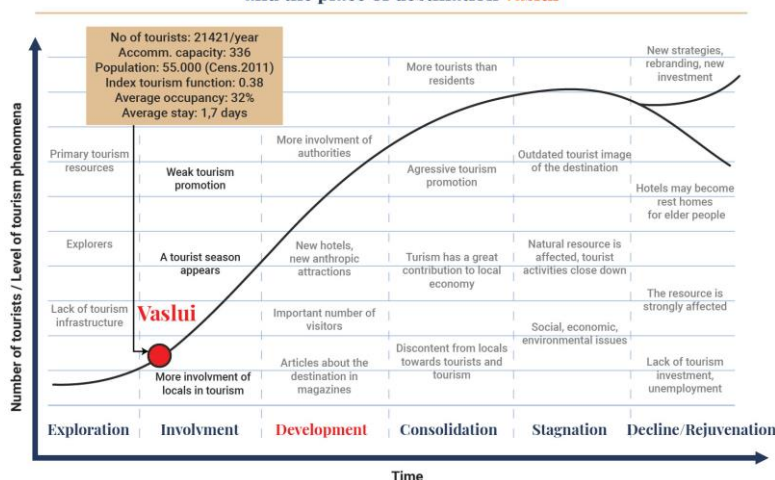 and the place of destination Vaslui
No of tourists: 21421/year
Accomm. capacity: 336
Population: 55.000 (Cens.2011)
Index tourism function: 0.38
Average occupancy: 32%
Average stay: 1,7 days
Number of tourists / Level of tourism phenomena
Primary tourism
resources
Explorers
Lack of tourism
infrastructure
Weak tourism
promotion
A tourist season
appears
Vaslui
More involvment of
locals in tourism
More involvment of
authorities
New hotels,
new anthropic
attractions
Important number of
visitors
Articles about the
destination in
magazines
More tourists than
residents
Agressive tourism
promotion
Turism has a great
contribution to local
economy
Discontent from locals
towards tourists and
tourism
Outdated tourist image
of the destination
Natural resource is
affected, tourist
activities close down
Social, economic,
environmental issues
New strategies,
rebranding, new
investment
Hotels may become
rest homes
for elder people
The resource is
strongly affected
Lack of tourism
investment,
unemployment
Exploration
Involvment
Development
Consolidation
Stagnation
Decline/Rejuvenation
Time